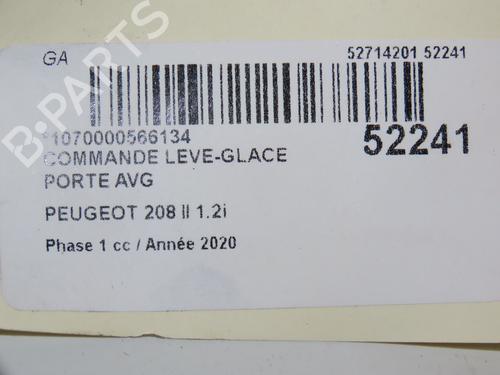 GA
52714201 52241
*1070000566134
52241
COMMANDE LEVE-GLACE
PORTE AVG
PEUGEOT 208 II 1.2i
Phase 1 cc / Année 2020
B-PARTS